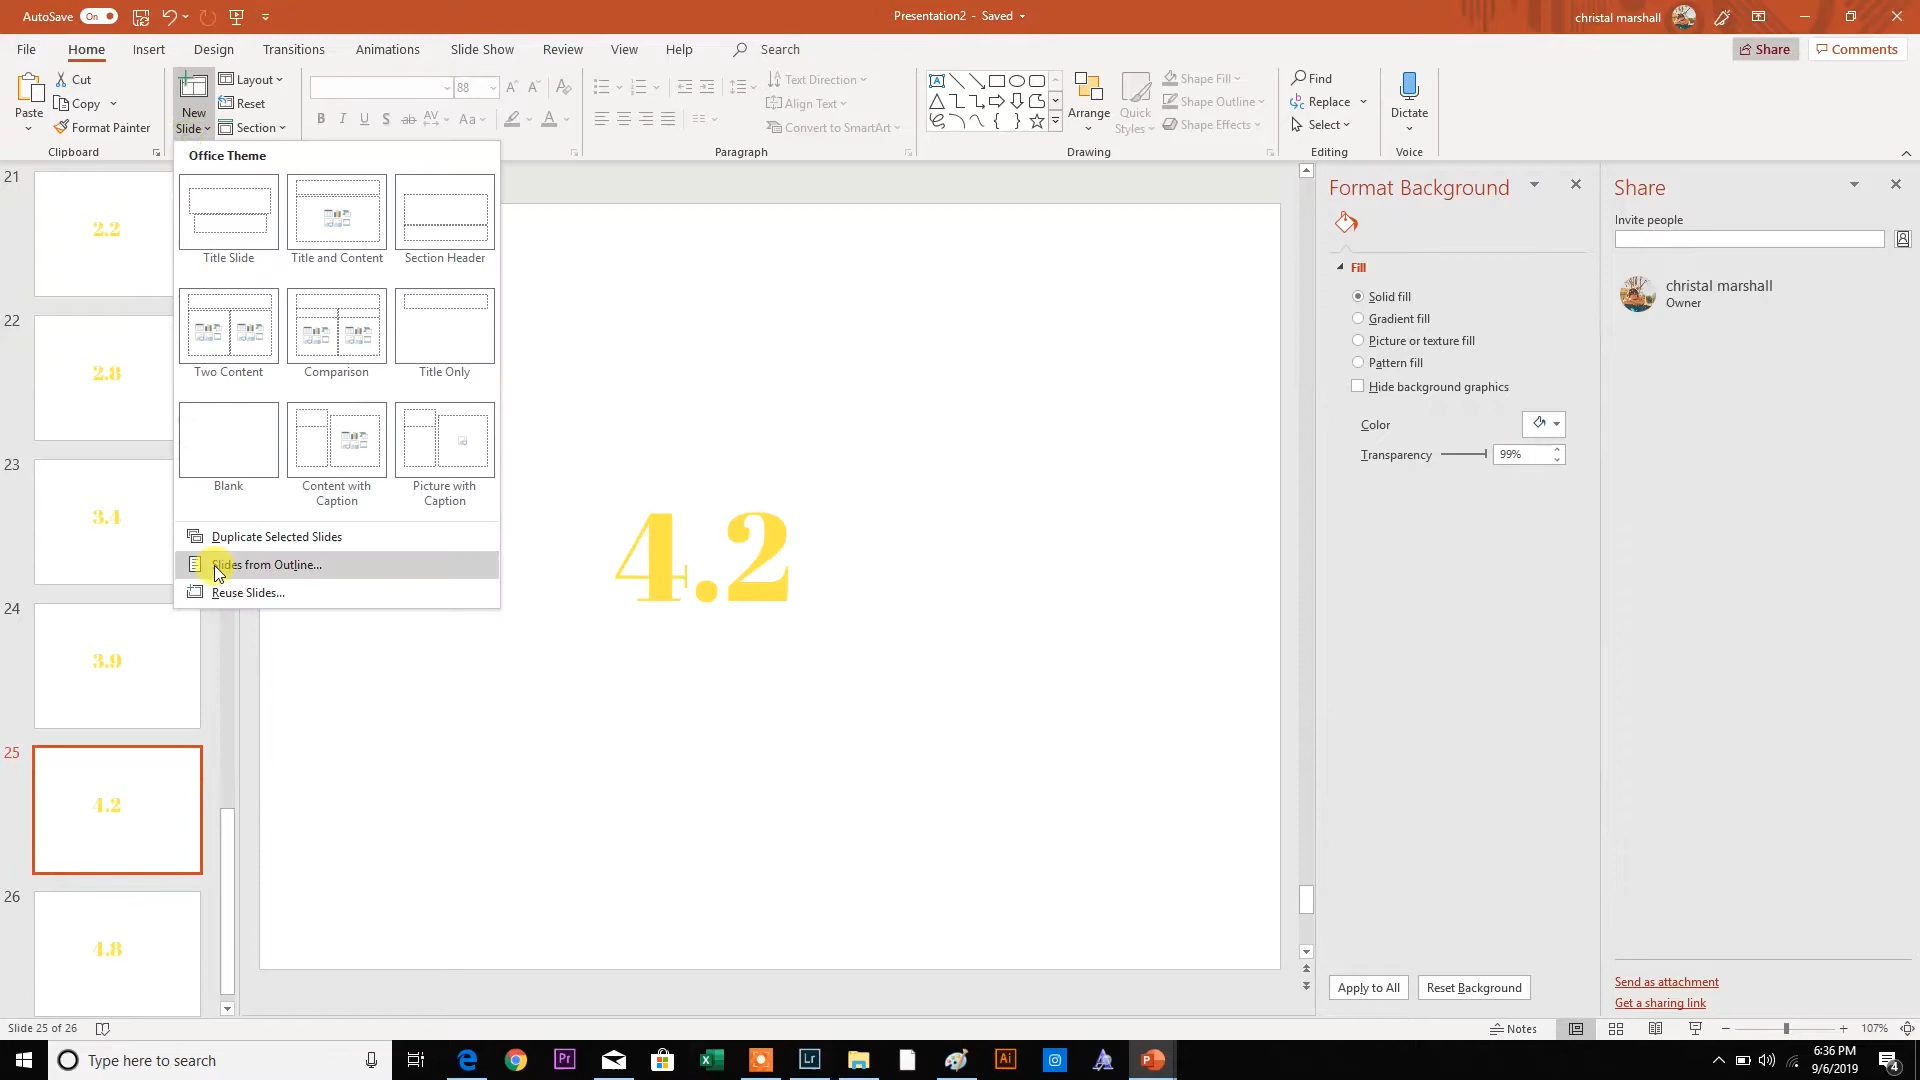 AutoSave On Presentation2 - Saved christal marshall
File Home Insert Design Transitions Animations Slide Show Review View Help Search Share Comments
Paste Cut Copy Format Painter Clipboard
New Slide Layout Reset Section
88
B I U S ab AV Aa A
Text Direction Align Text Convert to SmartArt Paragraph
Arrange Quick Styles Shape Fill Shape Outline Shape Effects Drawing
Find Replace Select Editing
Dictate Voice
Office Theme
Title Slide Title and Content Section Header
Two Content Comparison Title Only
Blank Content with Caption Picture with Caption
Duplicate Selected Slides
Slides from Outline...
Reuse Slides...
21
2.2
22
2.8
23
3.4
24
3.9
25
4.2
26
4.8
4.2
Format Background
Fill
Solid fill
Gradient fill
Picture or texture fill
Pattern fill
Hide background graphics
Color
Transparency 99%
Apply to All Reset Background
Share
Invite people
christal marshall
Owner
Send as attachment
Get a sharing link
Slide 25 of 26 Notes 107%
Type here to search Pr Lr Ai 6:36 PM
9/6/2019 4